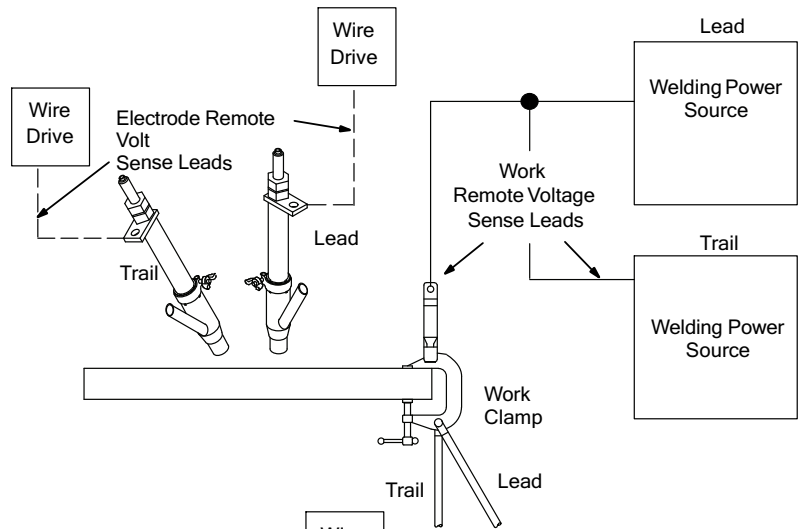 Wire
Drive
Lead
Wire
Drive
Electrode Remote
Volt
Sense Leads
Welding Power
Source
Work
Remote Voltage
Sense Leads
Lead
Trail
Trail
Welding Power
Source
Work
Clamp
Trail
Lead